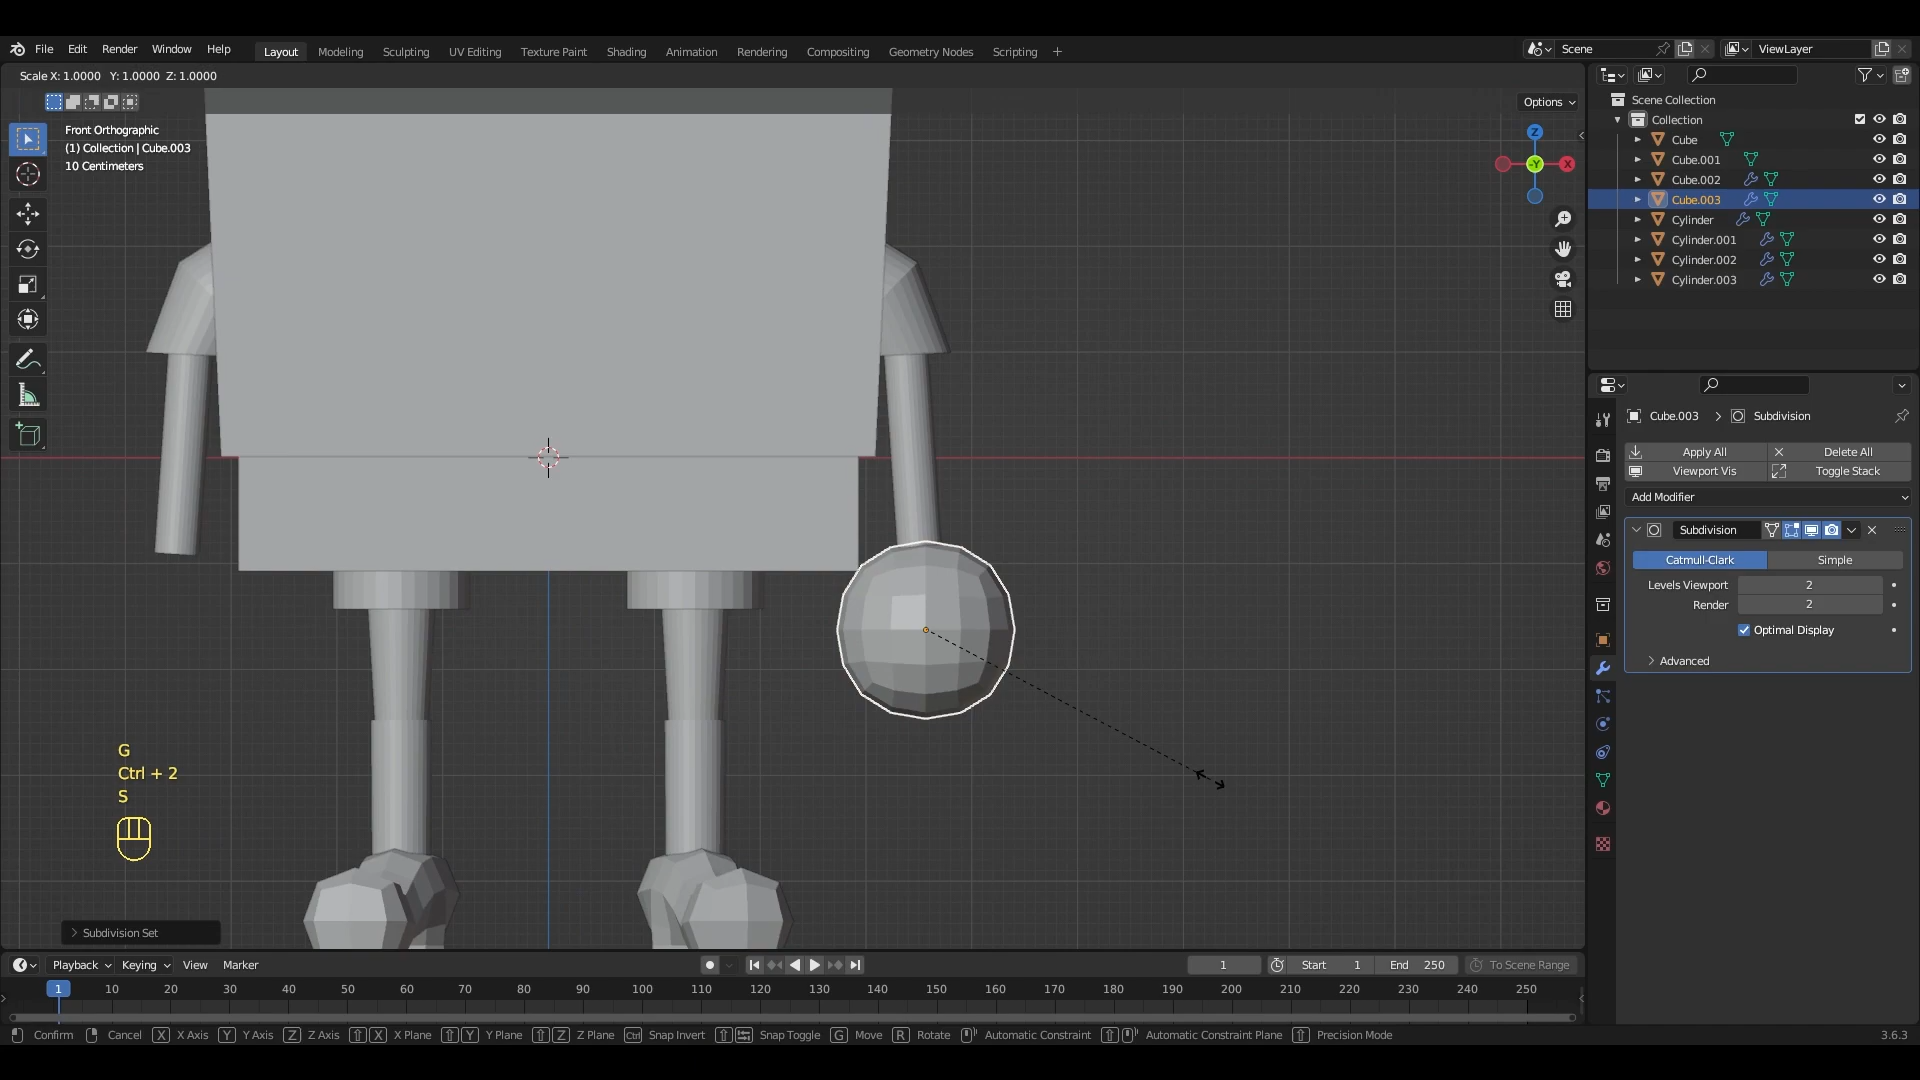 File Edit Render Window Help Layout Modeling Sculpting UV Editing Texture Paint Shading Animation Rendering Compositing Geometry Nodes Scripting + Scene ViewLayer
Scale X: 1.0000 Y: 1.0000 Z: 1.0000
Options
Front Orthographic
(1) Collection | Cube.003
10 Centimeters
Z
-Y
X
Scene Collection
Collection
Cube
Cube.001
Cube.002
Cube.003
Cylinder
Cylinder.001
Cylinder.002
Cylinder.003
Cube.003 > Subdivision
Apply All Delete All
Viewport Vis Toggle Stack
Add Modifier
Subdivision
Catmull-Clark Simple
Levels Viewport 2
Render 2
Optimal Display
Advanced
G
Ctrl + 2
S
Subdivision Set
Playback Keying View Marker 1 Start 1 End 250 To Scene Range
1 10 20 30 40 50 60 70 80 90 100 110 120 130 140 150 160 170 180 190 200 210 220 230 240 250
Confirm Cancel X X Axis Y Y Axis Z Z Axis X X Plane Y Y Plane Z Z Plane Ctrl Snap Invert Snap Toggle G Move R Rotate Automatic Constraint Automatic Constraint Plane Precision Mode 3.6.3